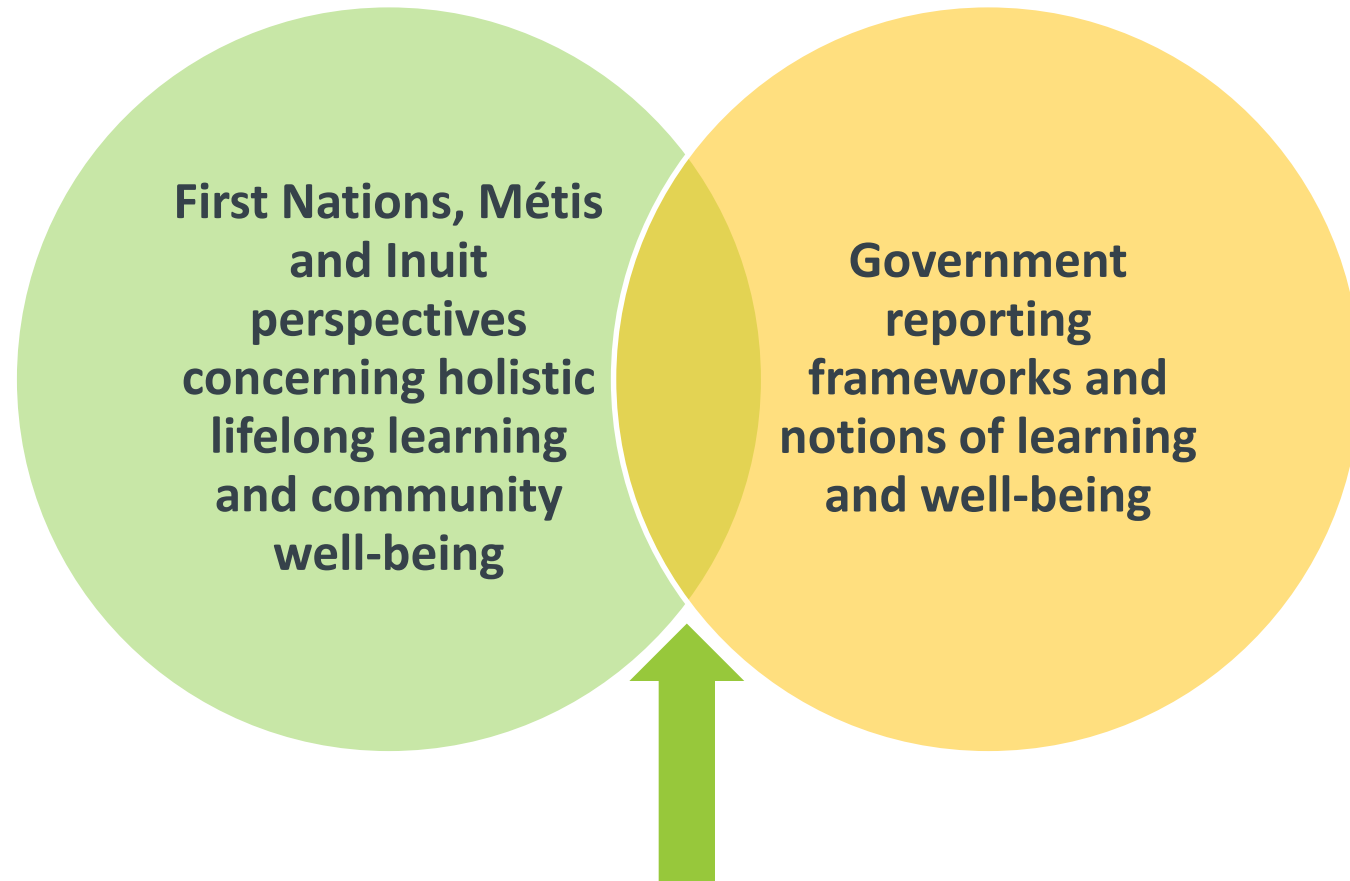 First Nations, Métis
and Inuit
perspectives
concerning holistic
lifelong learning
and community
well-being
Government
reporting
frameworks and
notions of learning
and well-being